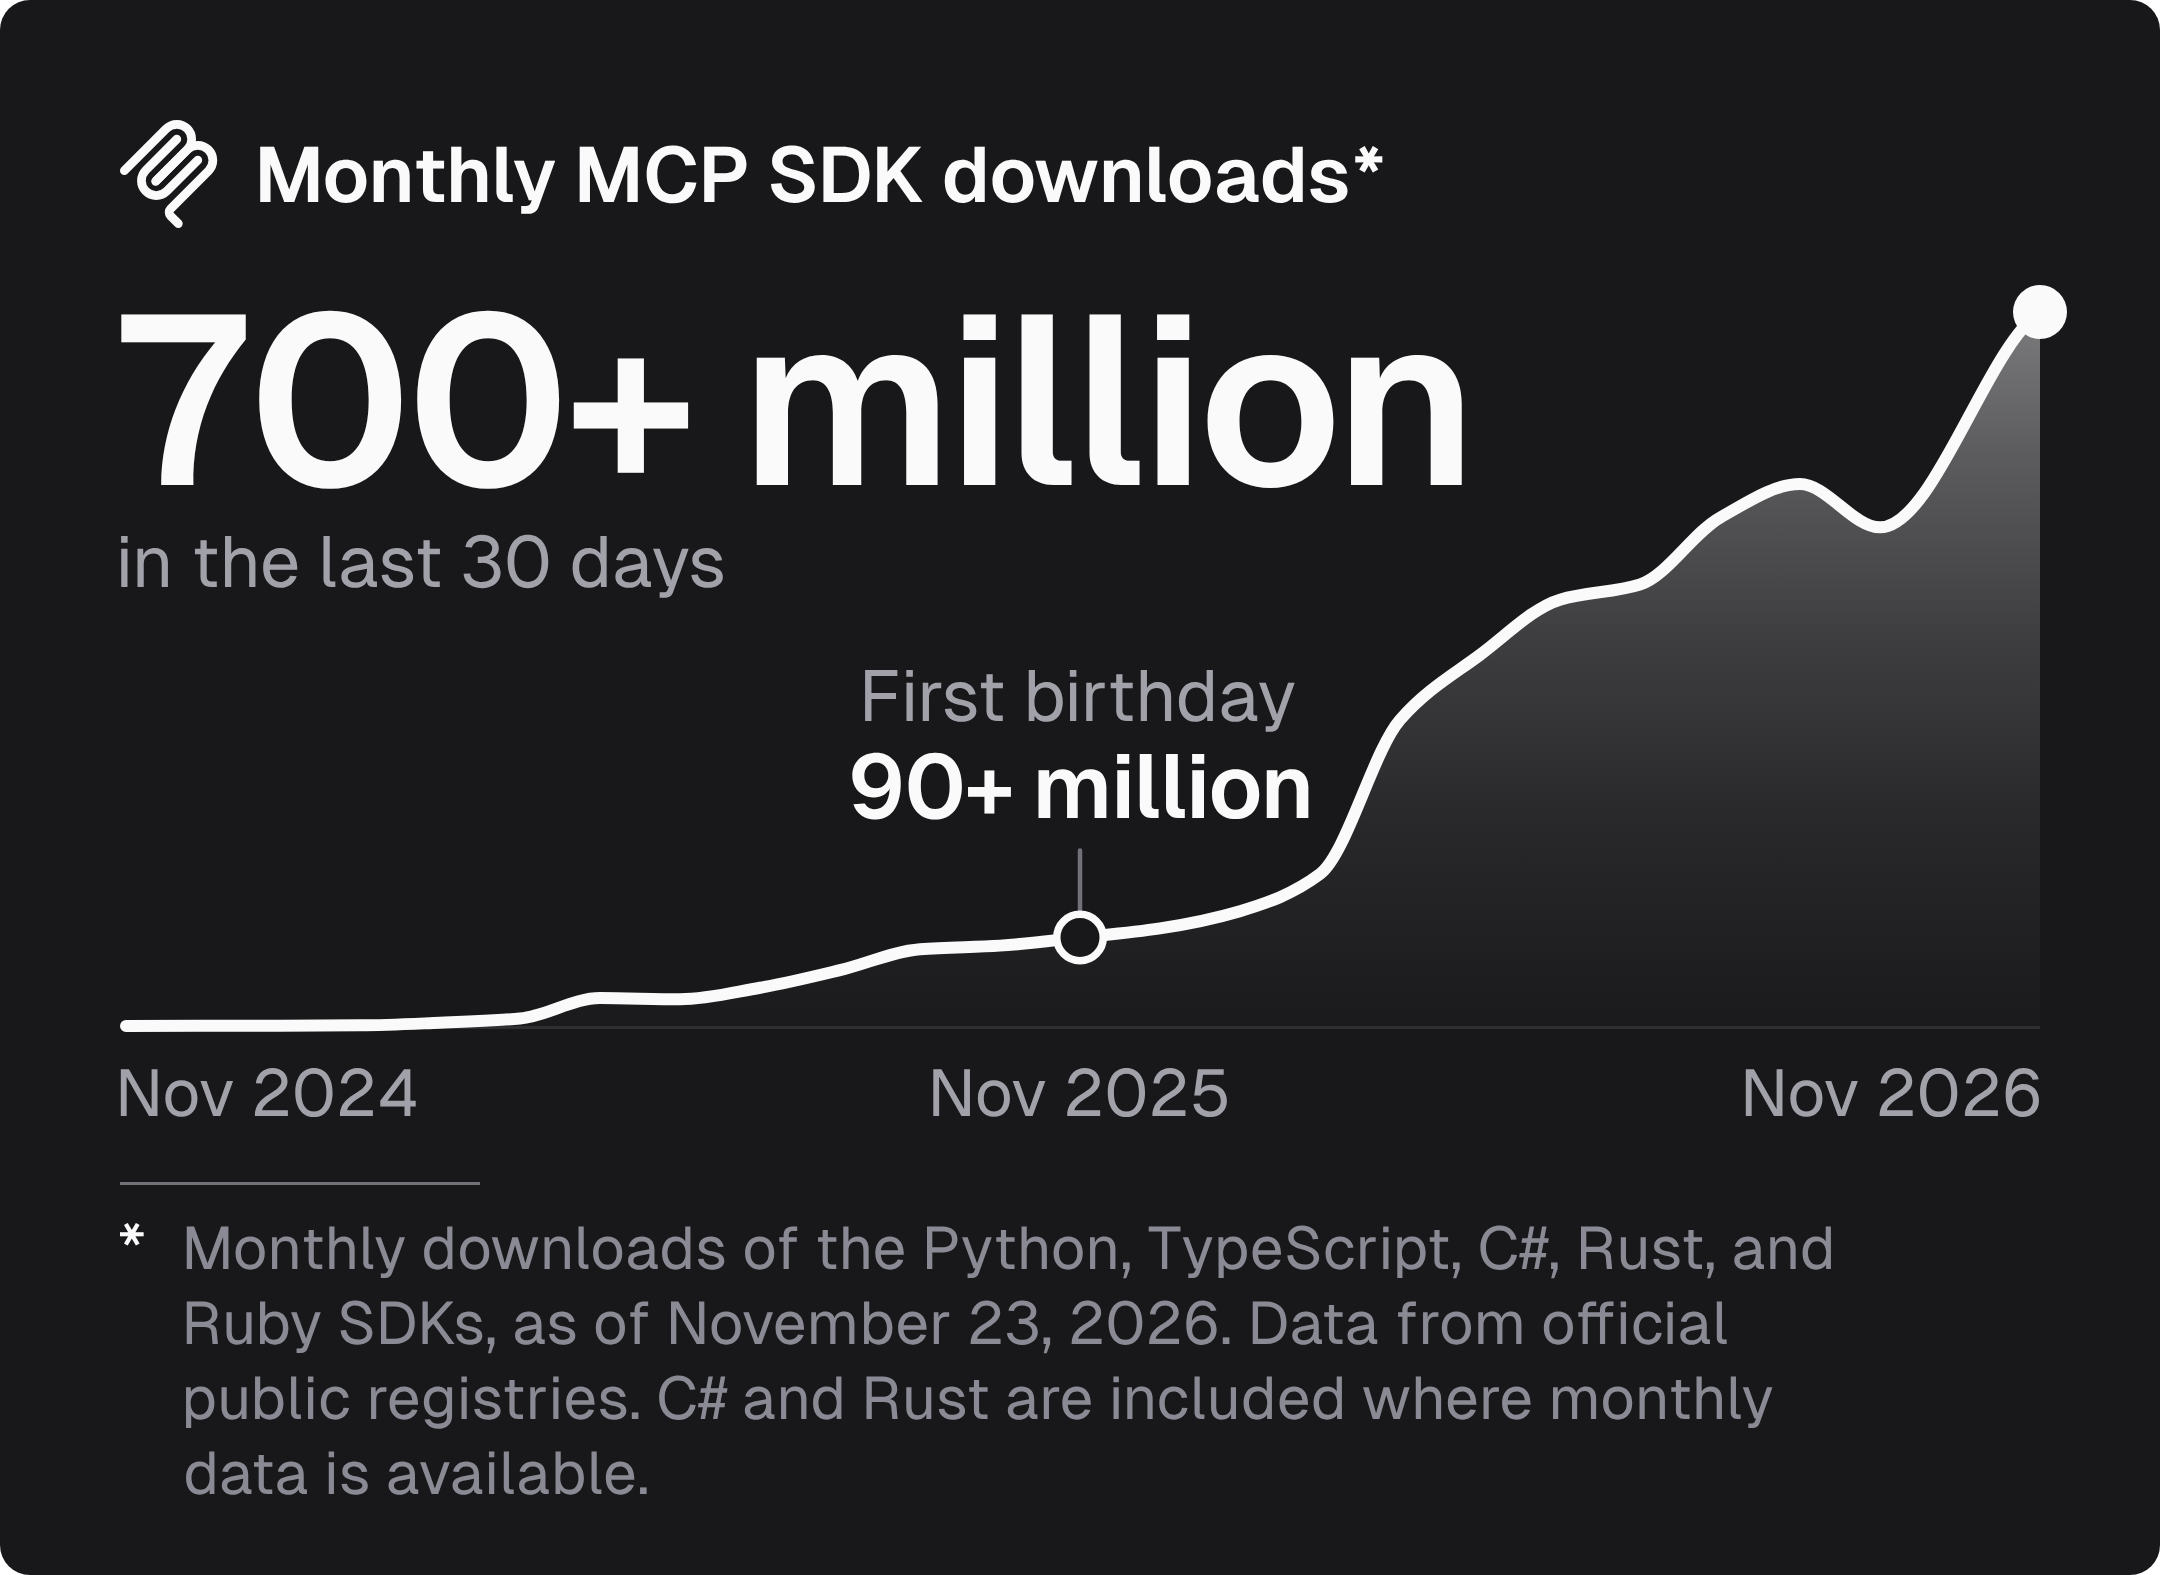 Monthly MCP SDK downloads*
700+ million
in the last 30 days
First birthday
90+ million
Nov 2024
Nov 2025
Nov 2026
* Monthly downloads of the Python, TypeScript, C#, Rust, and
Ruby SDKs, as of November 23, 2026. Data from official
public registries. C# and Rust are included where monthly
data is available.